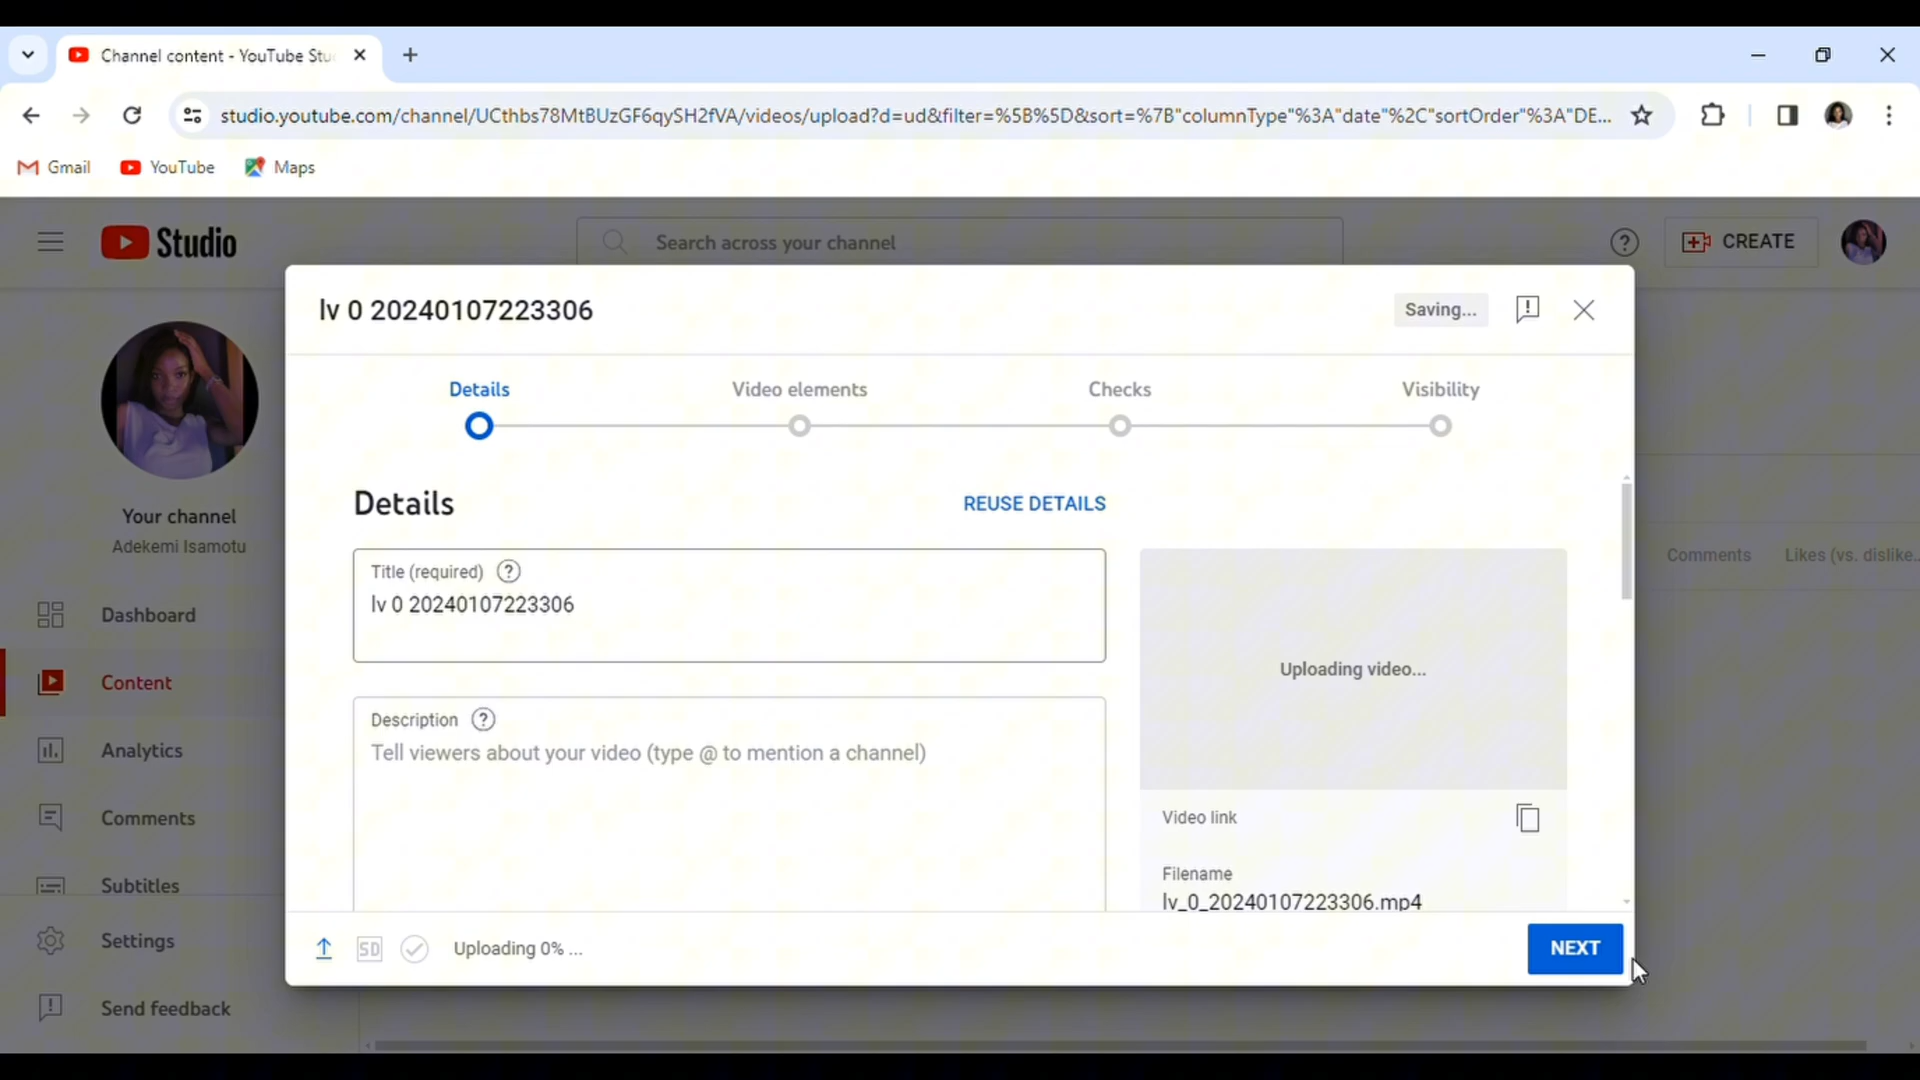 Channel content - YouTube Stu
studio.youtube.com/channel/UCthbs78MtBUzGF6qySH2fVA/videos/upload?d=ud&filter=%5B%5D&sort=%7B"columnType"%3A"date"%2C"sortOrder"%3A"DE...
Gmail YouTube Maps
Studio
Search across your channel
CREATE
lv 0 20240107223306
Saving...
Details Video elements Checks Visibility
Details
REUSE DETAILS
Title (required)
lv 0 20240107223306
Description
Tell viewers about your video (type @ to mention a channel)
Uploading video...
Video link
Filename
lv_0_20240107223306.mp4
SD Uploading 0% ...
NEXT
Your channel
Adekemi Isamotu
Dashboard
Content
Analytics
Comments
Subtitles
Settings
Send feedback
Comments Likes (vs. dislike...